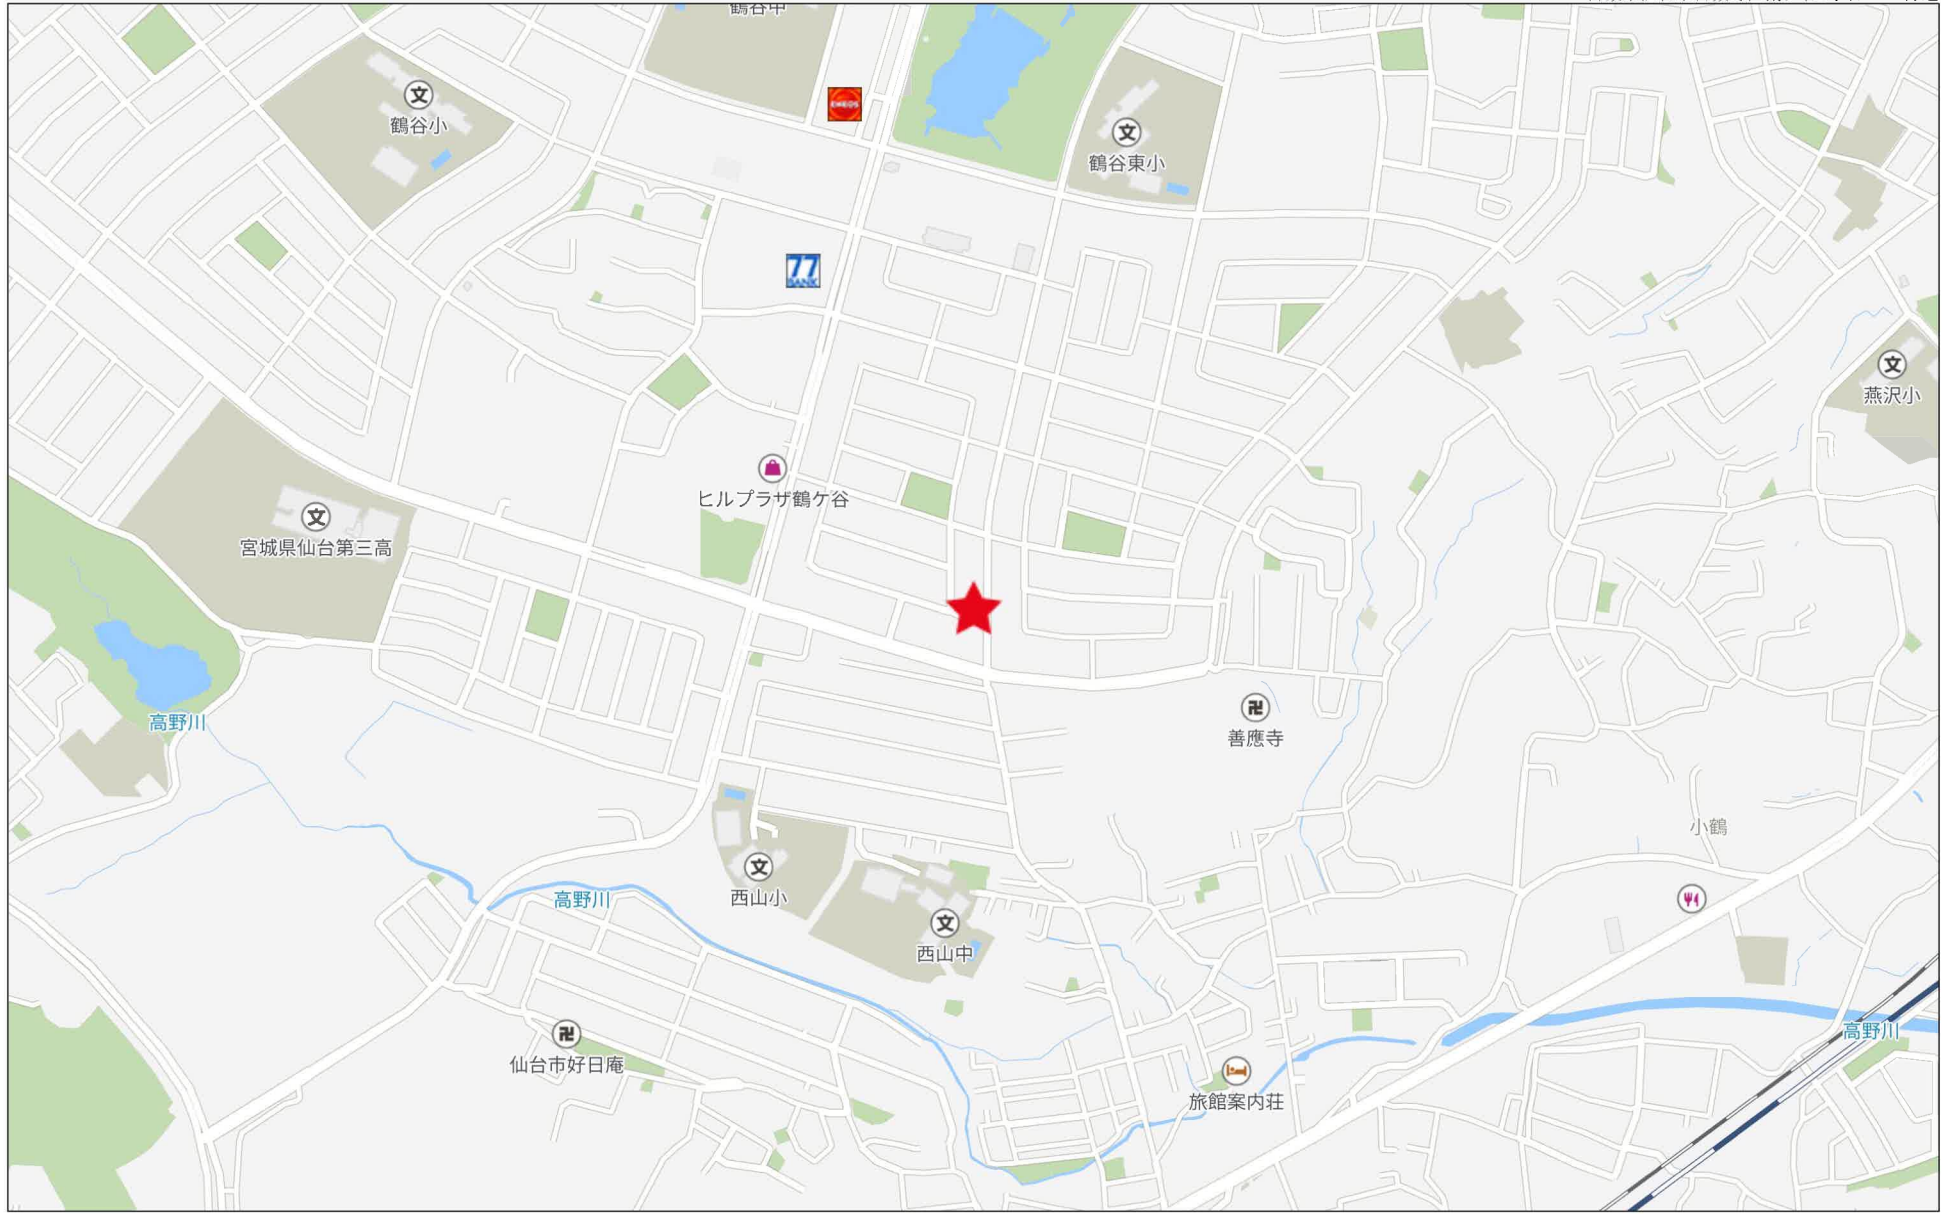 鶴谷中
鶴谷小
ENEOS
鶴谷東小
77
BANK
燕沢小
ヒルプラザ鶴ケ谷
宮城県仙台第三高
高野川
善應寺
小鶴
西山小
高野川
西山中
高野川
仙台市好日庵
旅館案内荘